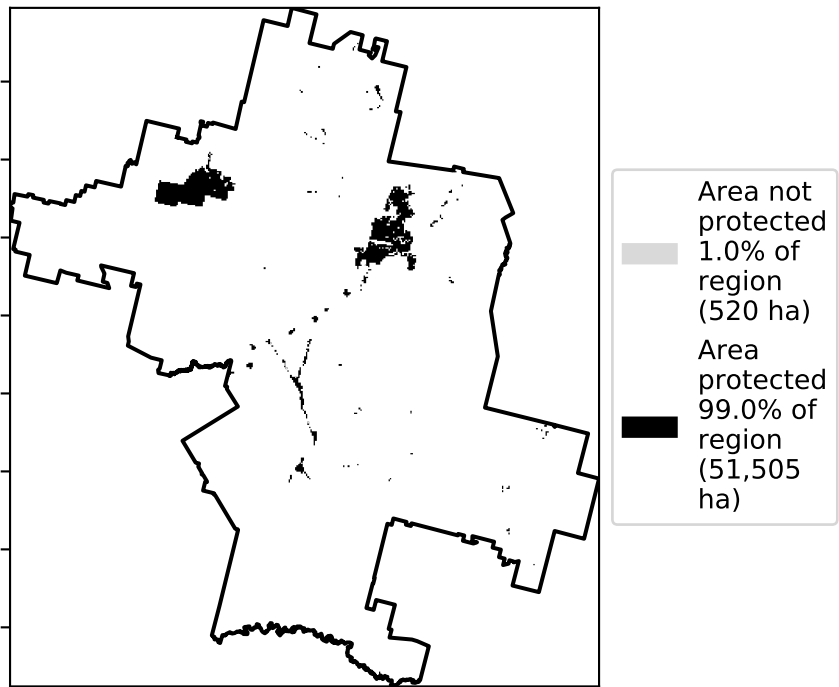 Area not
protected
1.0% of
region
(520 ha)
Area
protected
99.0% of
region
(51,505
ha)